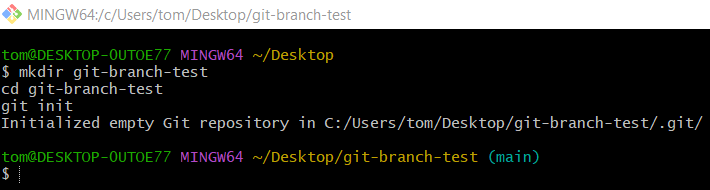 MINGW64:/c/Users/tom/Desktop/git-branch-test
tom@DESKTOP-OUTOE77 MINGW64 ~/Desktop
$ mkdir git-branch-test
cd git-branch-test
git init
Initialized empty Git repository in C:/Users/tom/Desktop/git-branch-test/.git/
tom@DESKTOP-OUTOE77 MINGW64 ~/Desktop/git-branch-test (main)
$